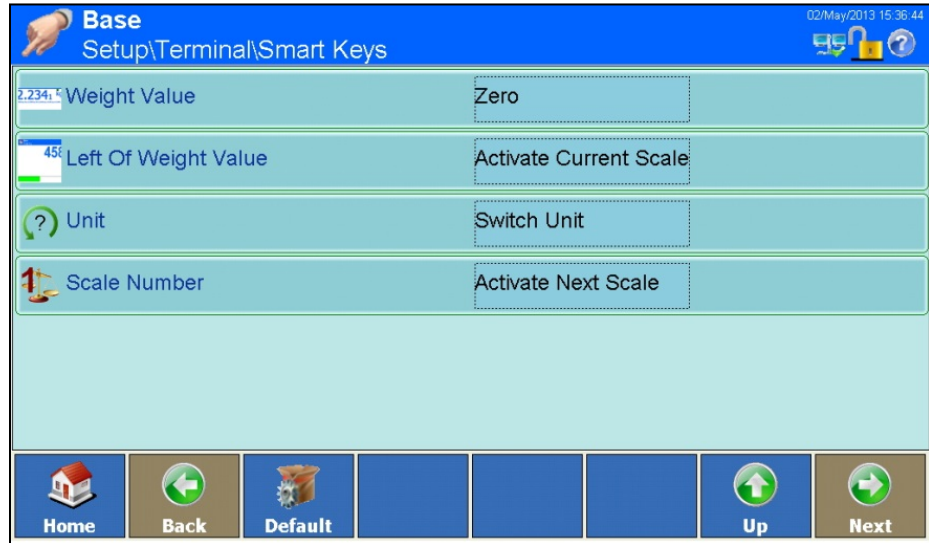 Base
02/May/2013 15:36:44
Setup\Terminal\Smart Keys
Weight Value
Zero
Left Of Weight Value
Activate Current Scale
Unit
Switch Unit
Scale Number
Activate Next Scale
Home
Back
Default
Up
Next